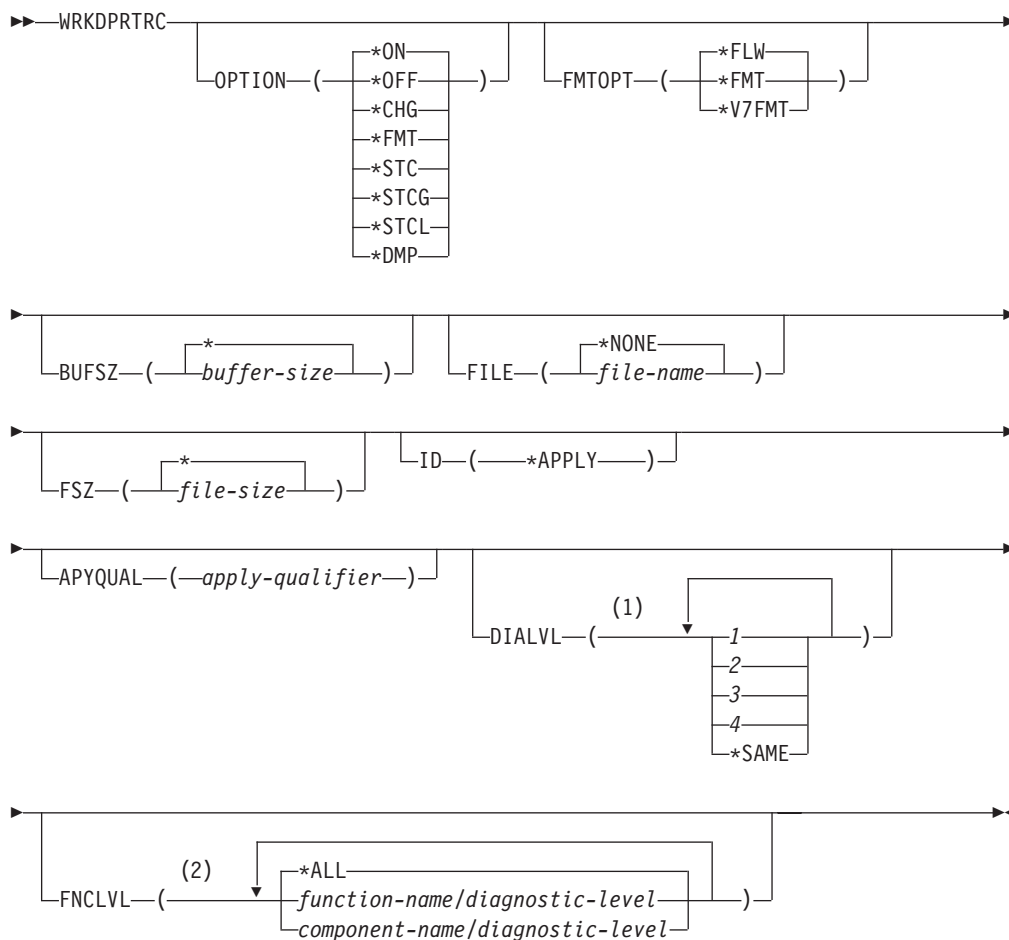 WRKDPRTRC
OPTION ( *ON )
*OFF
*CHG
*FMT
*STC
*STCG
*STCL
*DMP
FMTOPT ( *FLW )
*FMT
*V7FMT
BUFSZ ( * )
buffer-size
FILE ( *NONE )
file-name
FSZ ( * )
file-size
ID ( *APPLY )
APYQUAL ( apply-qualifier )
(1)
DIALVL ( 1 )
2
3
4
*SAME
(2)
FNCLVL ( *ALL )
function-name/diagnostic-level
component-name/diagnostic-level